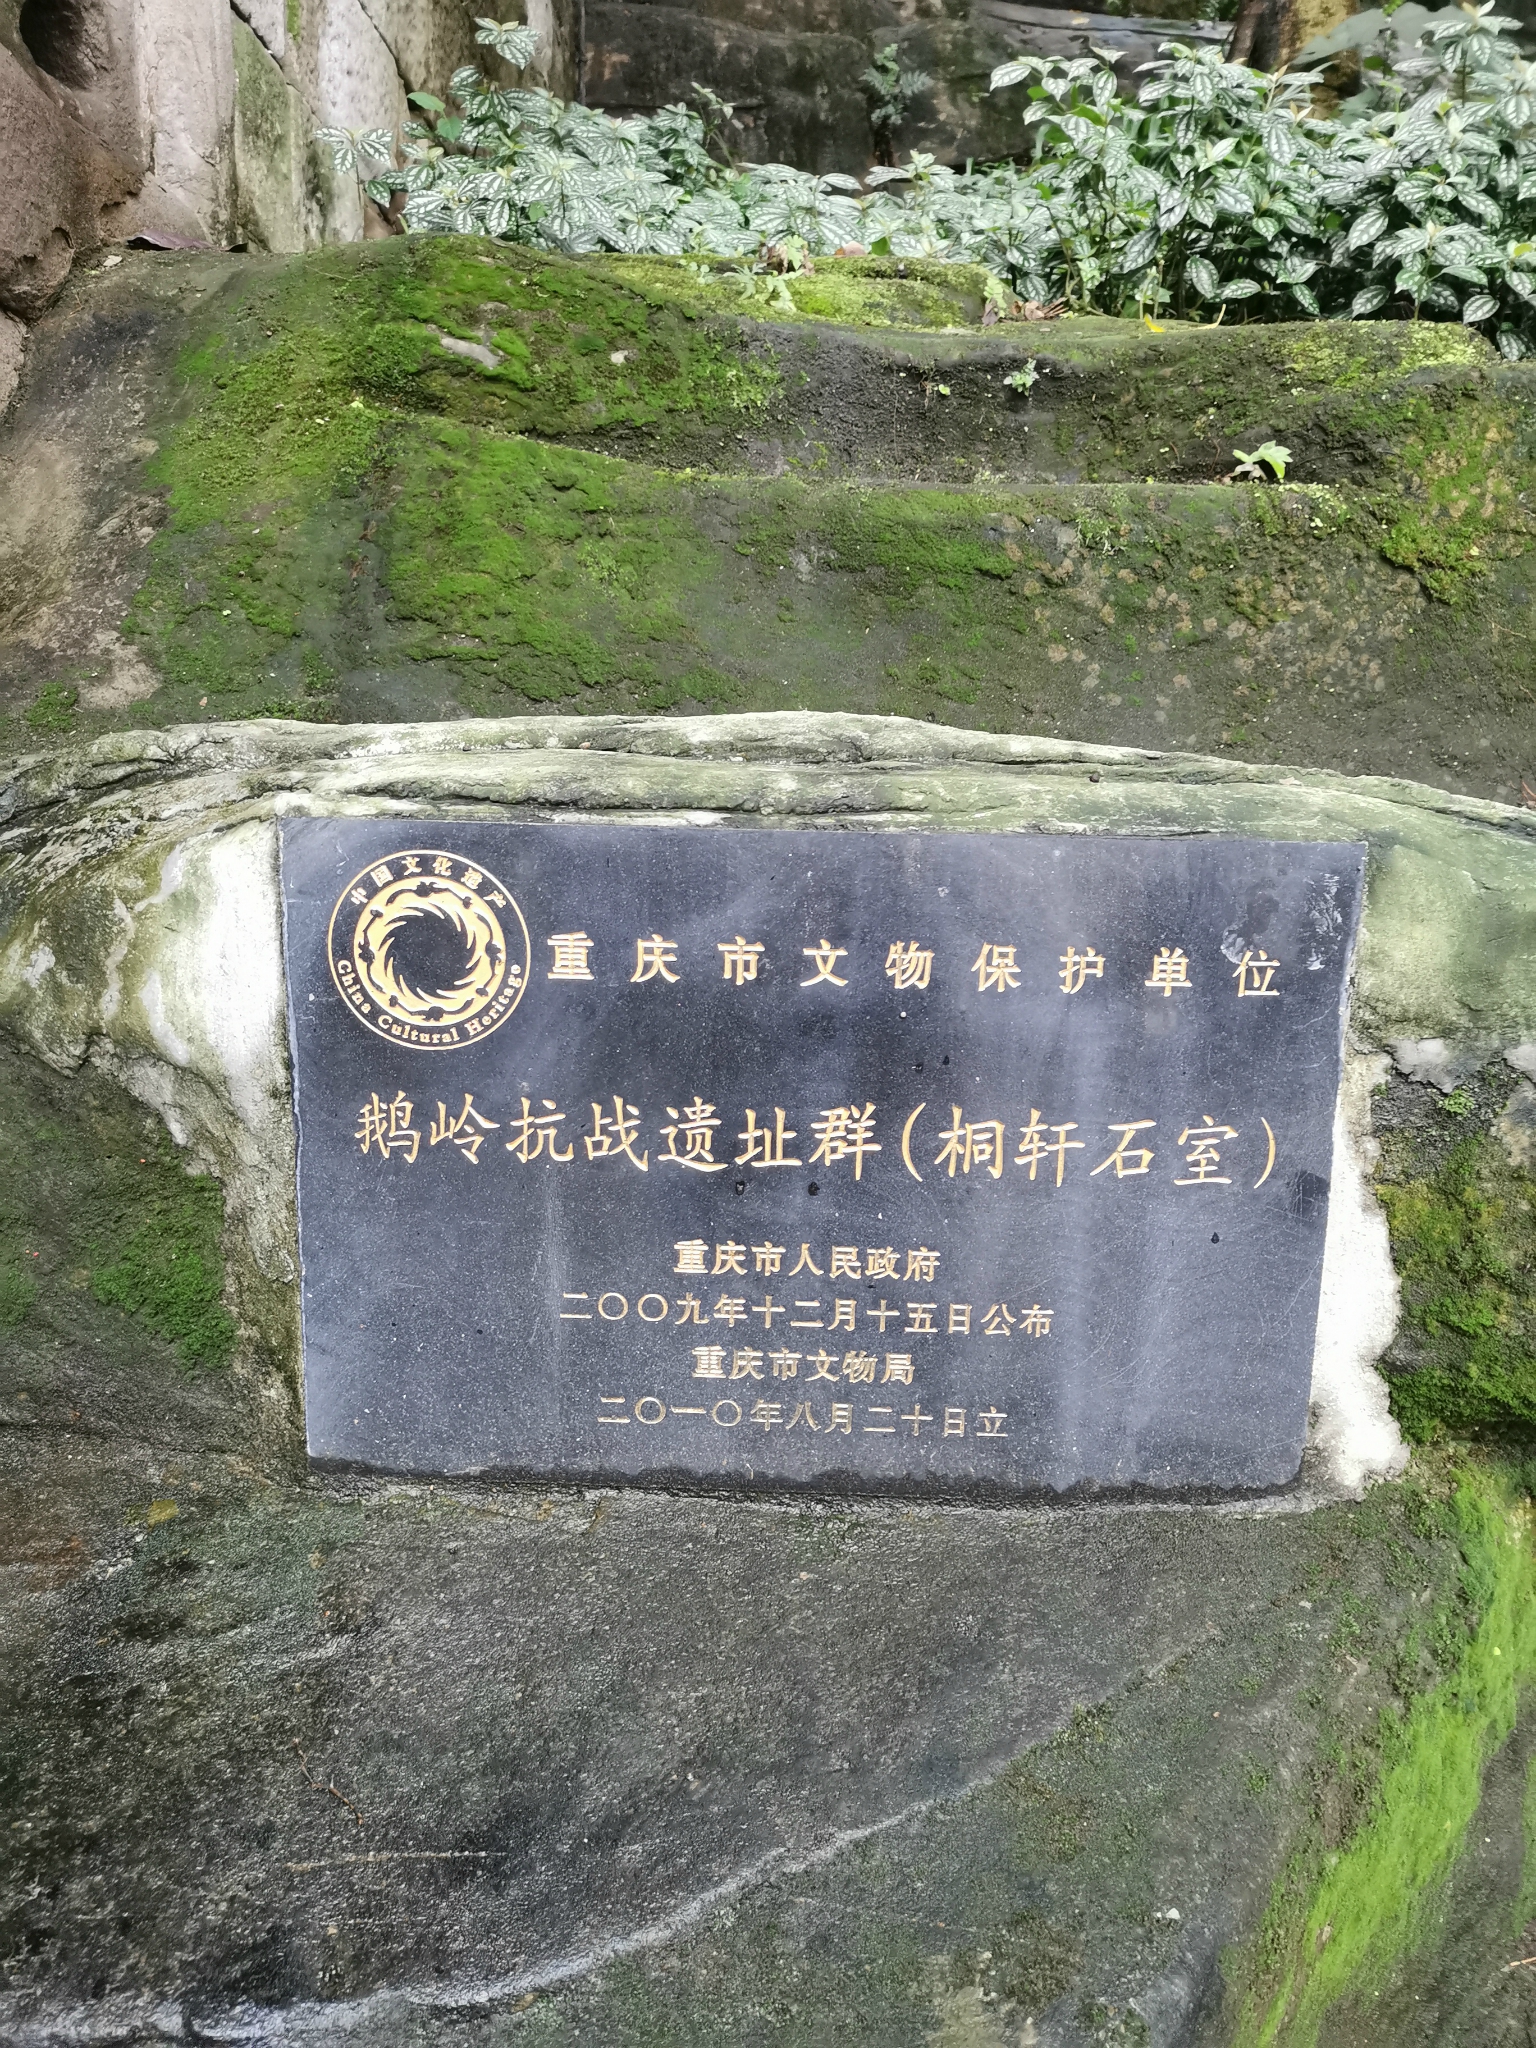 中国文化遗产
China Cultural Heritage
重庆市文物保护单位
鹅岭抗战遗址群(桐轩石室)
重庆市人民政府
二〇〇九年十二月十五日公布
重庆市文物局
二〇一〇年八月二十日立